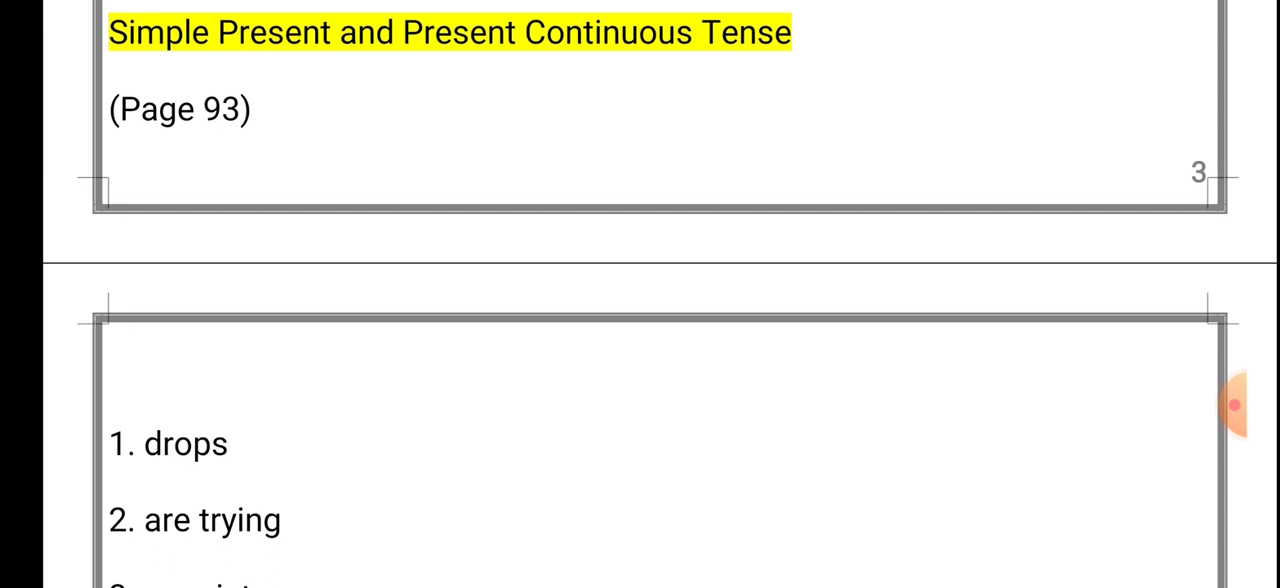 Simple Present and Present Continuous Tense
(Page 93)
3
1. drops
2. are trying